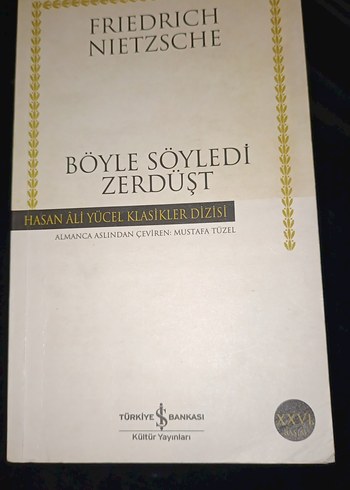 FRIEDRICH
NIETZSCHE
BÖYLE SÖYLEDİ
ZERDÜŞT
HASAN ÂLİ YÜCEL KLASİKLER DİZİSİ
ALMANCA ASLINDAN ÇEVİREN: MUSTAFA TÜZEL
TÜRKİYE İŞ BANKASI
Kültür Yayınları
XXVI.
BASIM